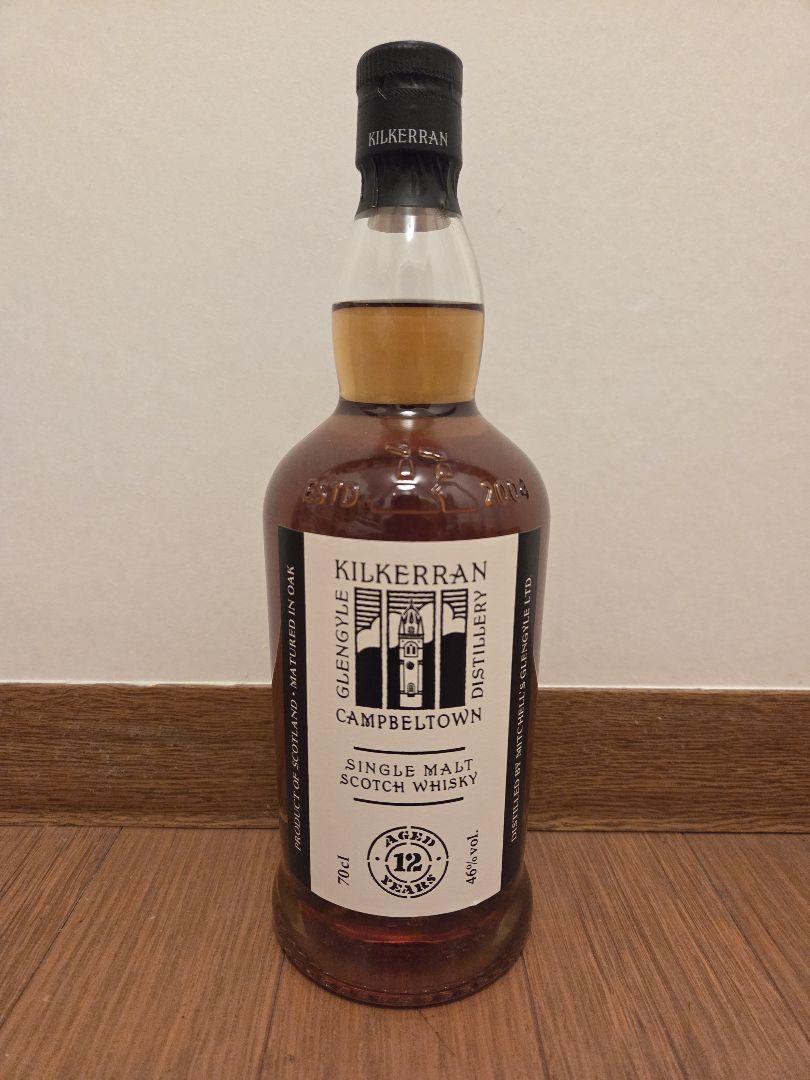 KILKERRAN
ESTD 2004
KILKERRAN
GLENGYLE
DISTILLERY
CAMPBELTOWN
SINGLE MALT
SCOTCH WHISKY
AGED
12
YEARS
70cl
46% vol.
PRODUCT OF SCOTLAND · MATURED IN OAK
DISTILLED BY MITCHELL'S GLENGYLE LTD